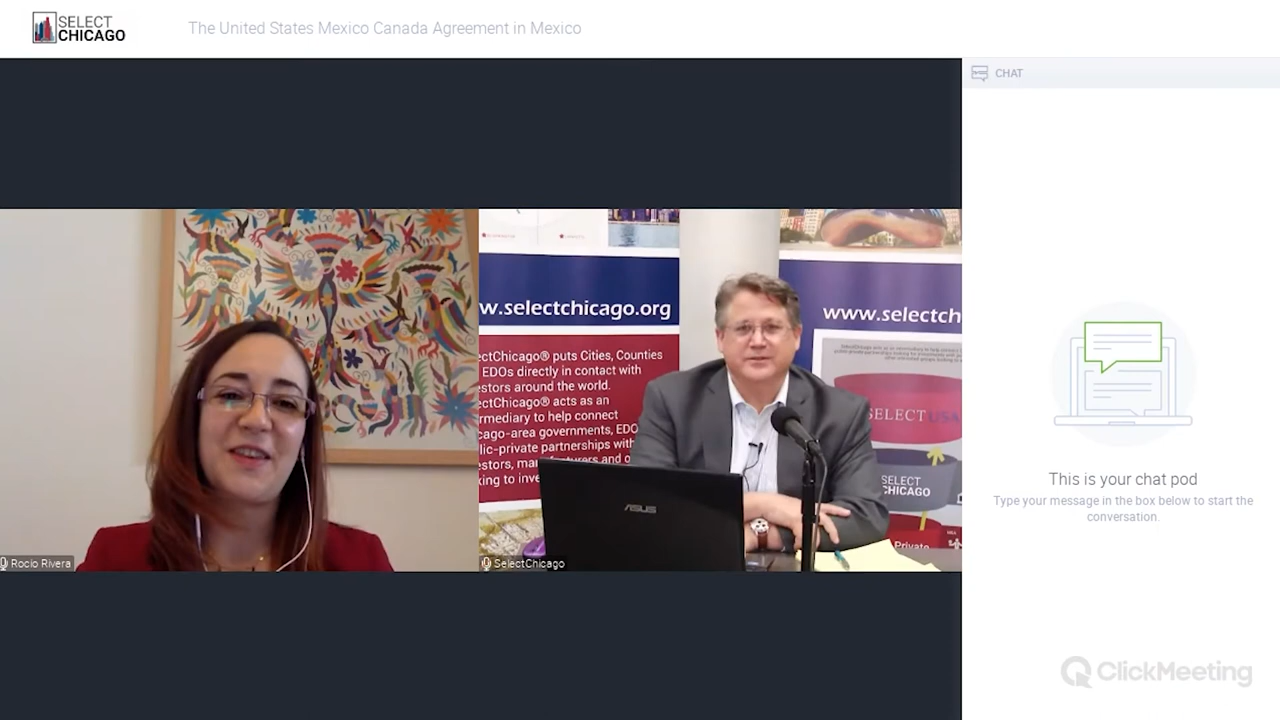 SELECT
CHICAGO
The United States Mexico Canada Agreement in Mexico
CHAT
w.selectchicago.org
www.selectch
ectChicago® puts Cities, Counties
EDOs directly in contact with
estors around the world.
ectChicago® acts as an
rmediary to help connect
cago-area governments, EDO
lic-private partnerships with
estors, man
king to inve
SELECT USA
SELECT
CHICAGO
Private
ASUS
Rocio Rivera
SelectChicago
This is your chat pod
Type your message in the box below to start the
conversation.
ClickMeeting